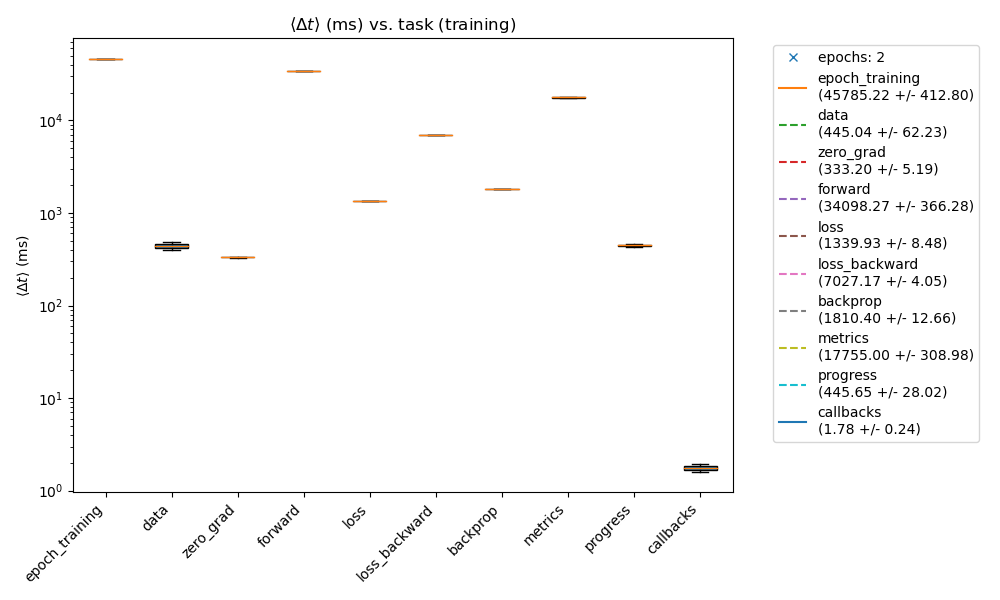 ⟨Δt⟩ (ms) vs. task (training)
⟨Δt⟩ (ms)
10⁴
10³
10²
10¹
10⁰
epoch_training
data
zero_grad
forward
loss
loss_backward
backprop
metrics
progress
callbacks
epochs: 2
epoch_training
(45785.22 +/- 412.80)
data
(445.04 +/- 62.23)
zero_grad
(333.20 +/- 5.19)
forward
(34098.27 +/- 366.28)
loss
(1339.93 +/- 8.48)
loss_backward
(7027.17 +/- 4.05)
backprop
(1810.40 +/- 12.66)
metrics
(17755.00 +/- 308.98)
progress
(445.65 +/- 28.02)
callbacks
(1.78 +/- 0.24)